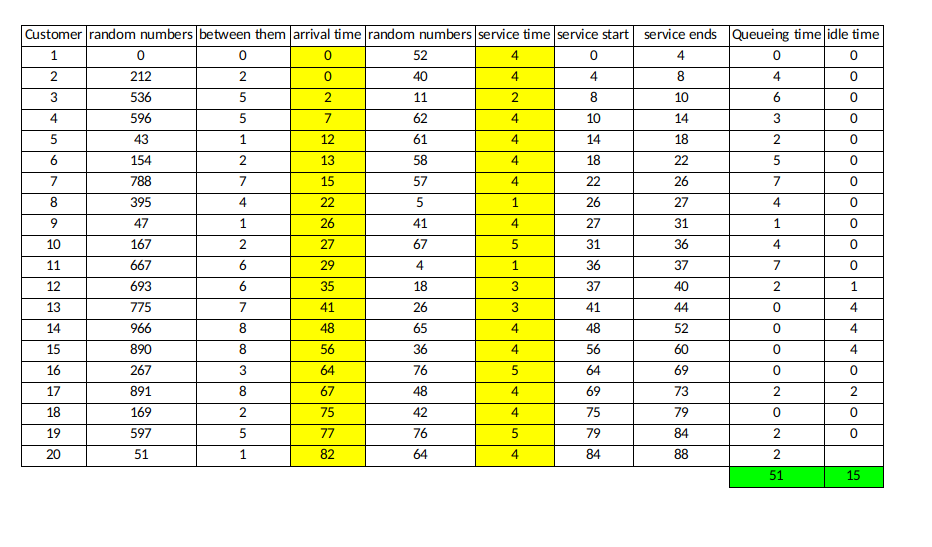 Customer random numbers between them arrival time random numbers service time service start service ends Queueing time idle time
1 0 0 0 52 4 0 4 0 0
2 212 2 0 40 4 4 8 4 0
3 536 5 2 11 2 8 10 6 0
4 596 5 7 62 4 10 14 3 0
5 43 1 12 61 4 14 18 2 0
6 154 2 13 58 4 18 22 5 0
7 788 7 15 57 4 22 26 7 0
8 395 4 22 5 1 26 27 4 0
9 47 1 26 41 4 27 31 1 0
10 167 2 27 67 5 31 36 4 0
11 667 6 29 4 1 36 37 7 0
12 693 6 35 18 3 37 40 2 1
13 775 7 41 26 3 41 44 0 4
14 966 8 48 65 4 48 52 0 4
15 890 8 56 36 4 56 60 0 4
16 267 3 64 76 5 64 69 0 0
17 891 8 67 48 4 69 73 2 2
18 169 2 75 42 4 75 79 0 0
19 597 5 77 76 5 79 84 2 0
20 51 1 82 64 4 84 88 2
51 15